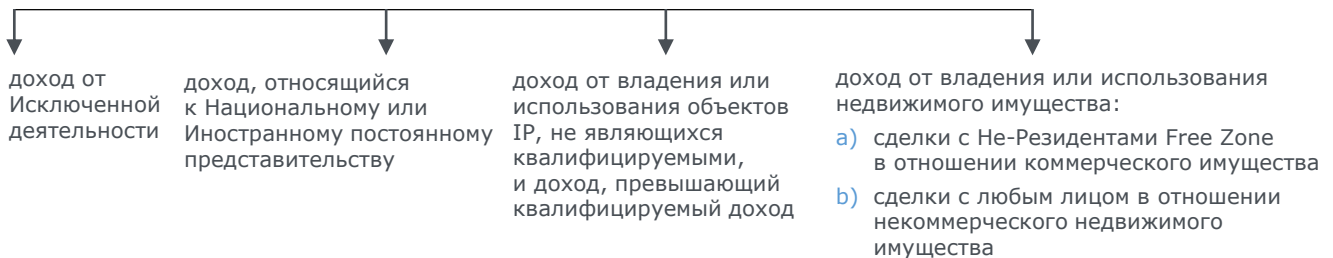 доход от
Исключенной
деятельности
доход, относящийся
к Национальному или
Иностранному постоянному
представительству
доход от владения или
использования объектов
IP, не являющихся
квалифицируемыми,
и доход, превышающий
квалифицируемый доход
доход от владения или использования
недвижимого имущества:
a) сделки с Не-Резидентами Free Zone
в отношении коммерческого имущества
b) сделки с любым лицом в отношении
некоммерческого недвижимого
имущества